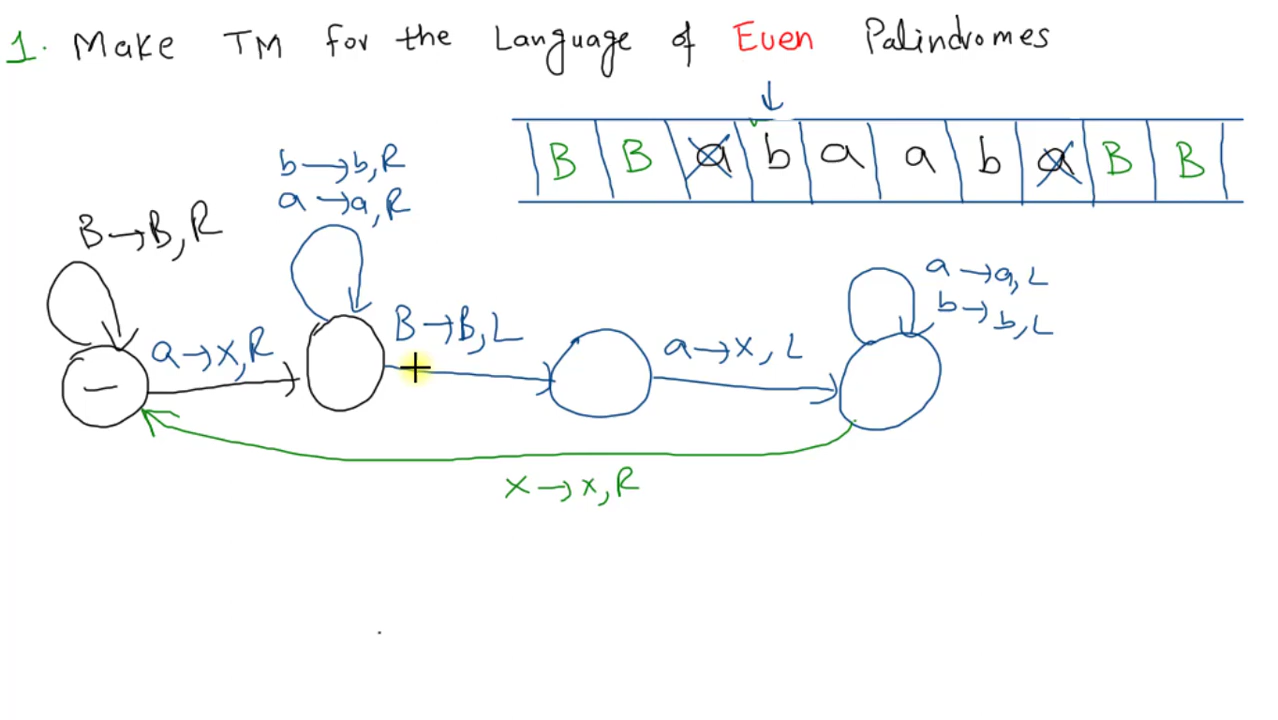 1. Make TM for the Language of Even Palindromes
B B a b a a b a B B
b→b,R
a→a,R
B→B,R
a→a,L
b→b,L
a→x,R
B→B,L
a→x,L
x→x,R